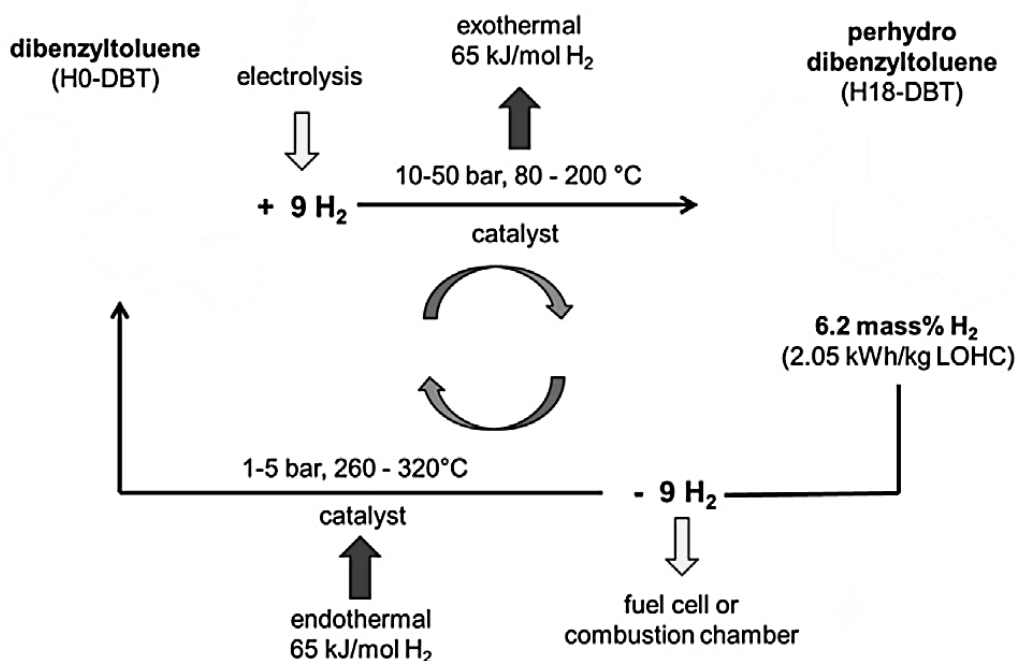 dibenzyltoluene
(H0-DBT)
electrolysis
exothermal
65 kJ/mol H₂
perhydro
dibenzyltoluene
(H18-DBT)
10-50 bar, 80 - 200 °C
+ 9 H₂
catalyst
6.2 mass% H₂
(2.05 kWh/kg LOHC)
1-5 bar, 260 - 320°C
- 9 H₂
catalyst
endothermal
65 kJ/mol H₂
fuel cell or
combustion chamber